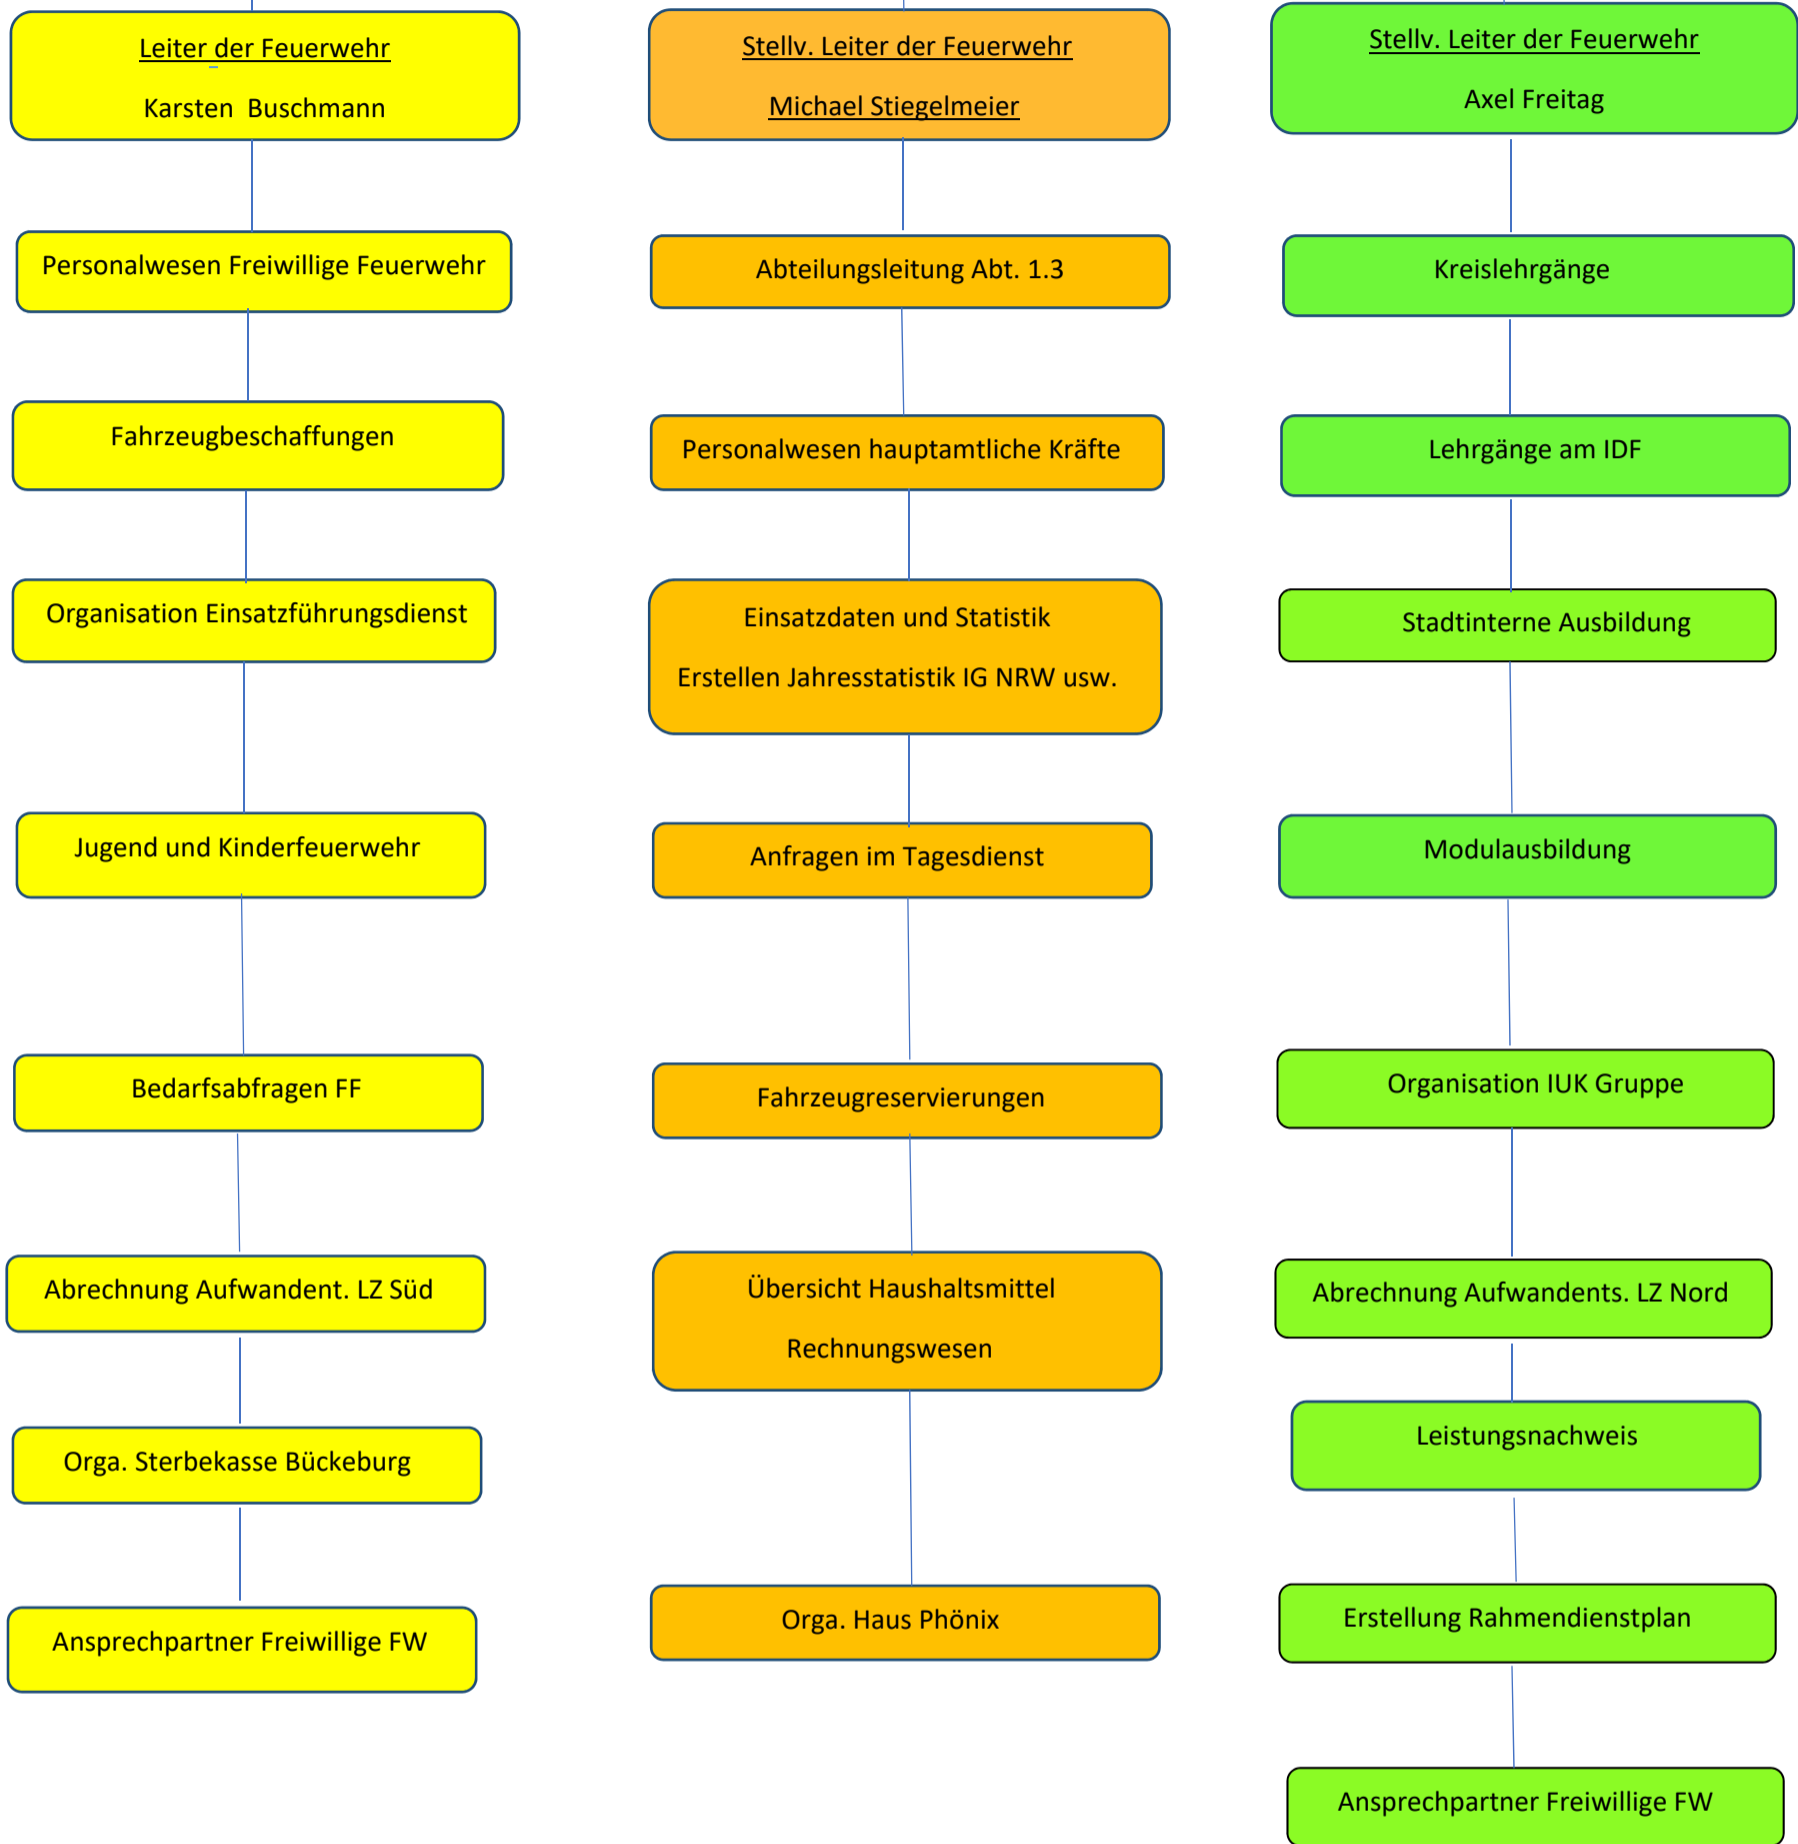 Leiter der Feuerwehr
Karsten  Buschmann
Personalwesen Freiwillige Feuerwehr
Fahrzeugbeschaffungen
Organisation Einsatzführungsdienst
Jugend und Kinderfeuerwehr
Bedarfsabfragen FF
Abrechnung Aufwandent. LZ Süd
Orga. Sterbekasse Bückeburg
Ansprechpartner Freiwillige FW
Stellv. Leiter der Feuerwehr
Michael Stiegelmeier
Abteilungsleitung Abt. 1.3
Personalwesen hauptamtliche Kräfte
Einsatzdaten und Statistik
Erstellen Jahresstatistik IG NRW usw.
Anfragen im Tagesdienst
Fahrzeugreservierungen
Übersicht Haushaltsmittel
Rechnungswesen
Orga. Haus Phönix
Stellv. Leiter der Feuerwehr
Axel Freitag
Kreislehrgänge
Lehrgänge am IDF
Stadtinterne Ausbildung
Modulausbildung
Organisation IUK Gruppe
Abrechnung Aufwandents. LZ Nord
Leistungsnachweis
Erstellung Rahmendienstplan
Ansprechpartner Freiwillige FW